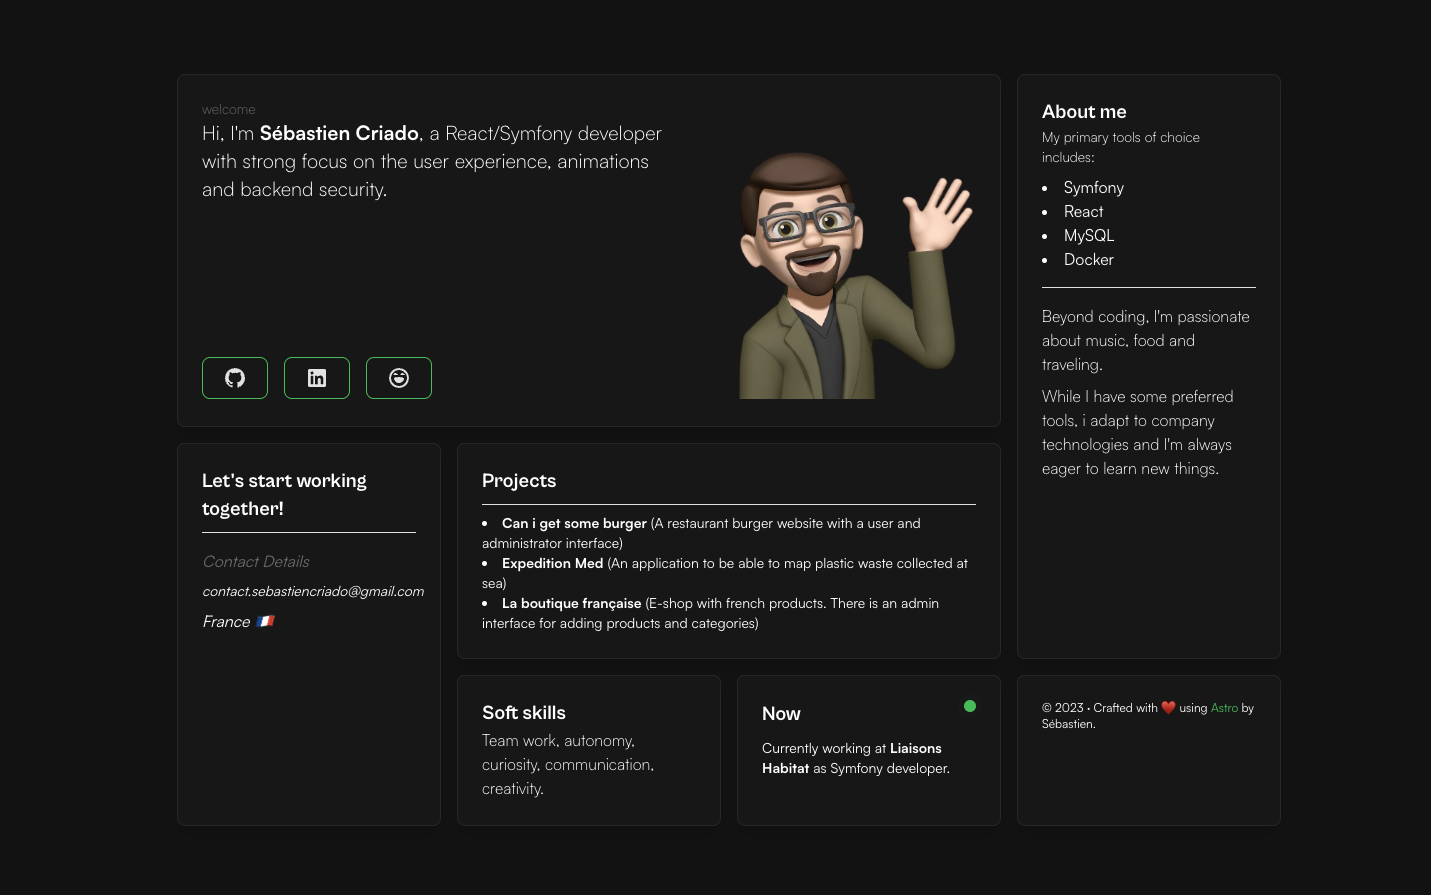 welcome
Hi, I'm Sébastien Criado, a React/Symfony developer
with strong focus on the user experience, animations
and backend security.
About me
My primary tools of choice
includes:
• Symfony
• React
• MySQL
• Docker
Beyond coding, I'm passionate
about music, food and
traveling.
While I have some preferred
tools, i adapt to company
technologies and I'm always
eager to learn new things.
Let's start working
together!
Contact Details
contact.sebastiencriado@gmail.com
France 🇫🇷
Projects
• Can i get some burger (A restaurant burger website with a user and
administrator interface)
• Expedition Med (An application to be able to map plastic waste collected at
sea)
• La boutique française (E-shop with french products. There is an admin
interface for adding products and categories)
Soft skills
Team work, autonomy,
curiosity, communication,
creativity.
Now
Currently working at Liaisons
Habitat as Symfony developer.
© 2023 • Crafted with ❤️ using Astro by
Sébastien.